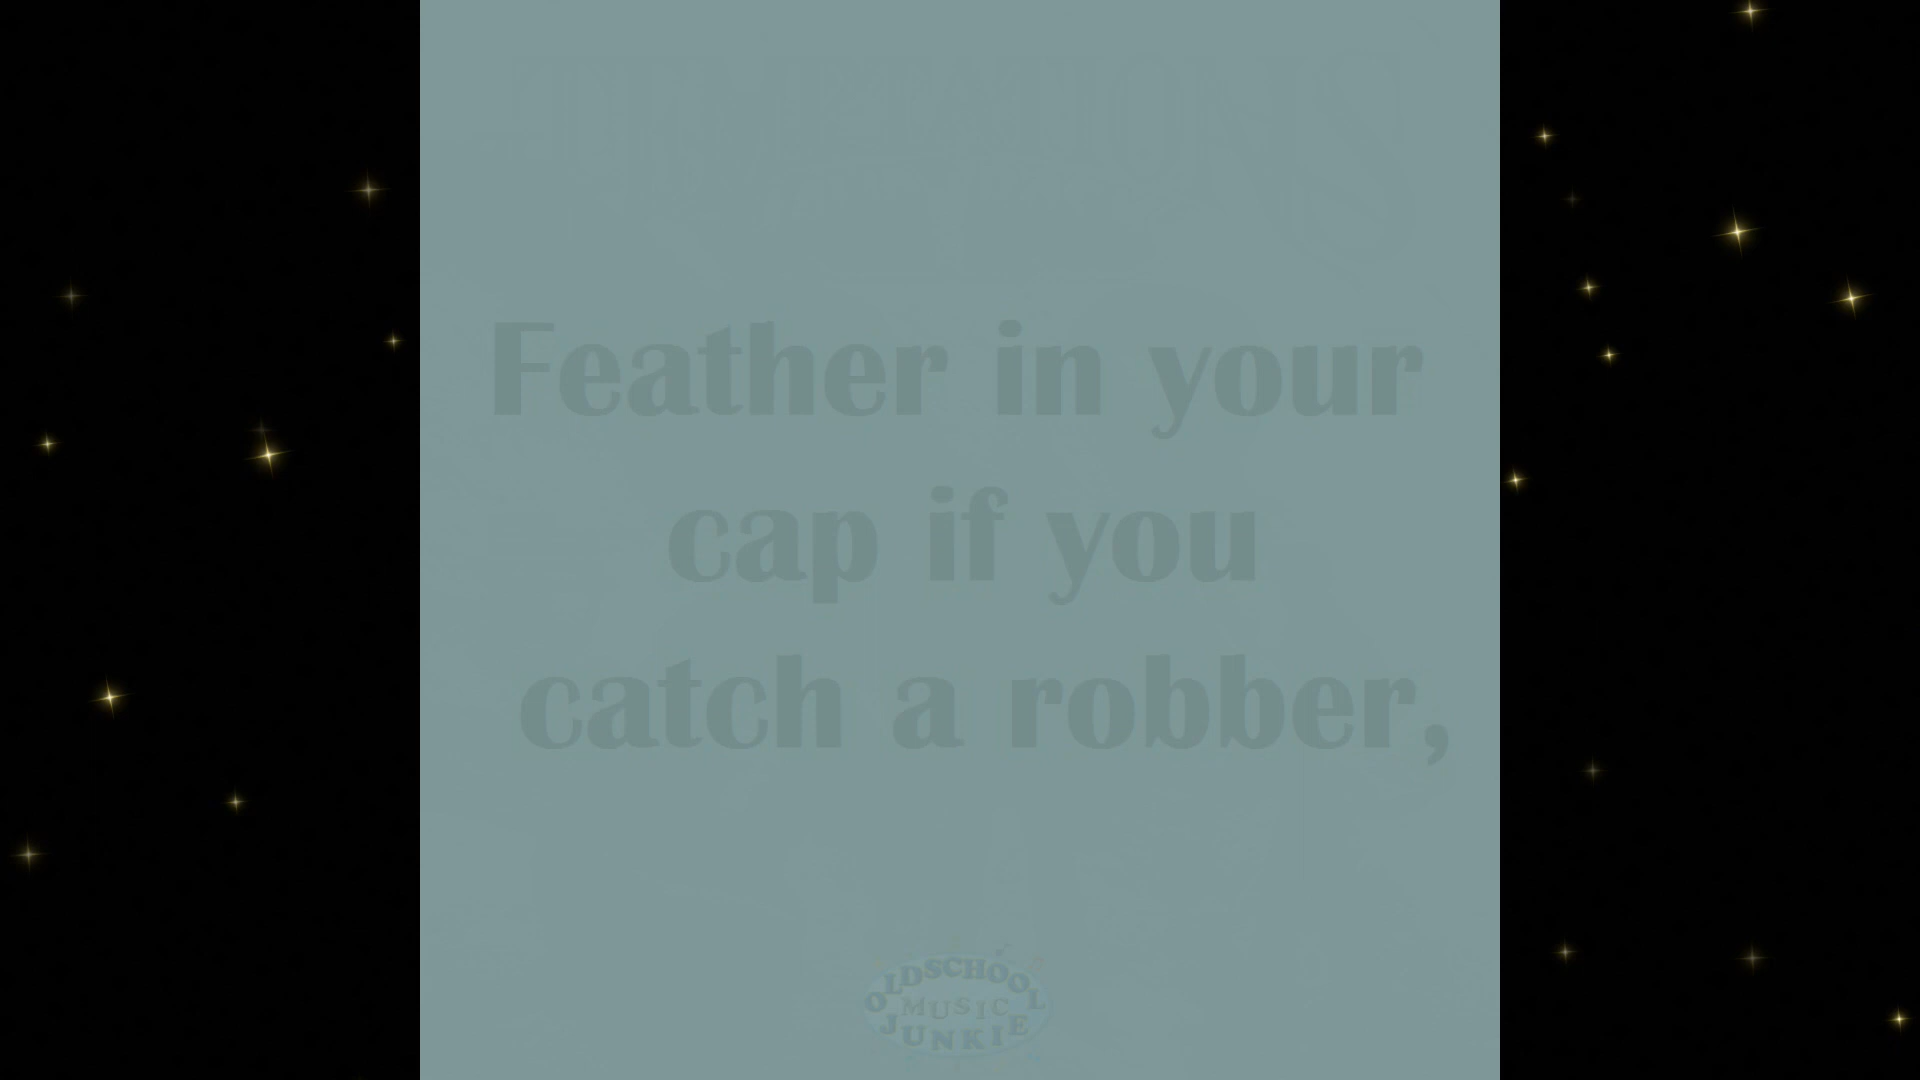 Feather in your
cap if you
catch a robber,
OLDSCHOOL
MUSIC
JUNKIE